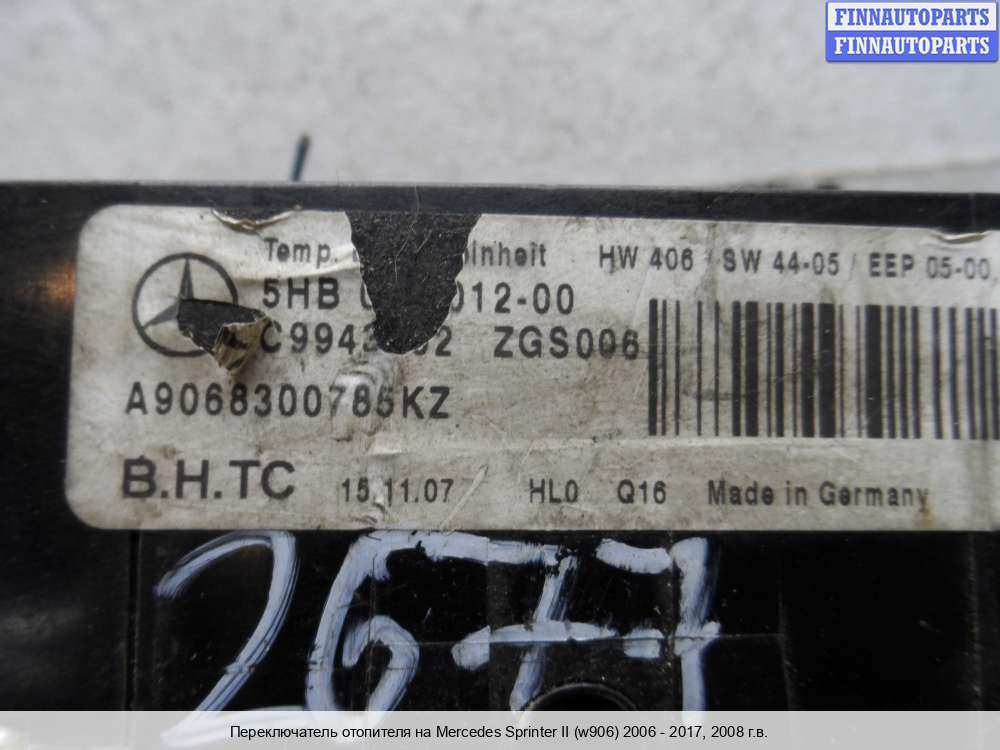 FINNAUTOPARTS
FINNAUTOPARTS
Temp. HW 406 / SW 44-05 / EEP 05-00
5HB 012-00
ZGS006
A9068300785KZ
B.H.TC 15.11.07 HL0 Q16 Made in Germany
2677
Переключатель отопителя на Mercedes Sprinter II (w906) 2006 - 2017, 2008 г.в.